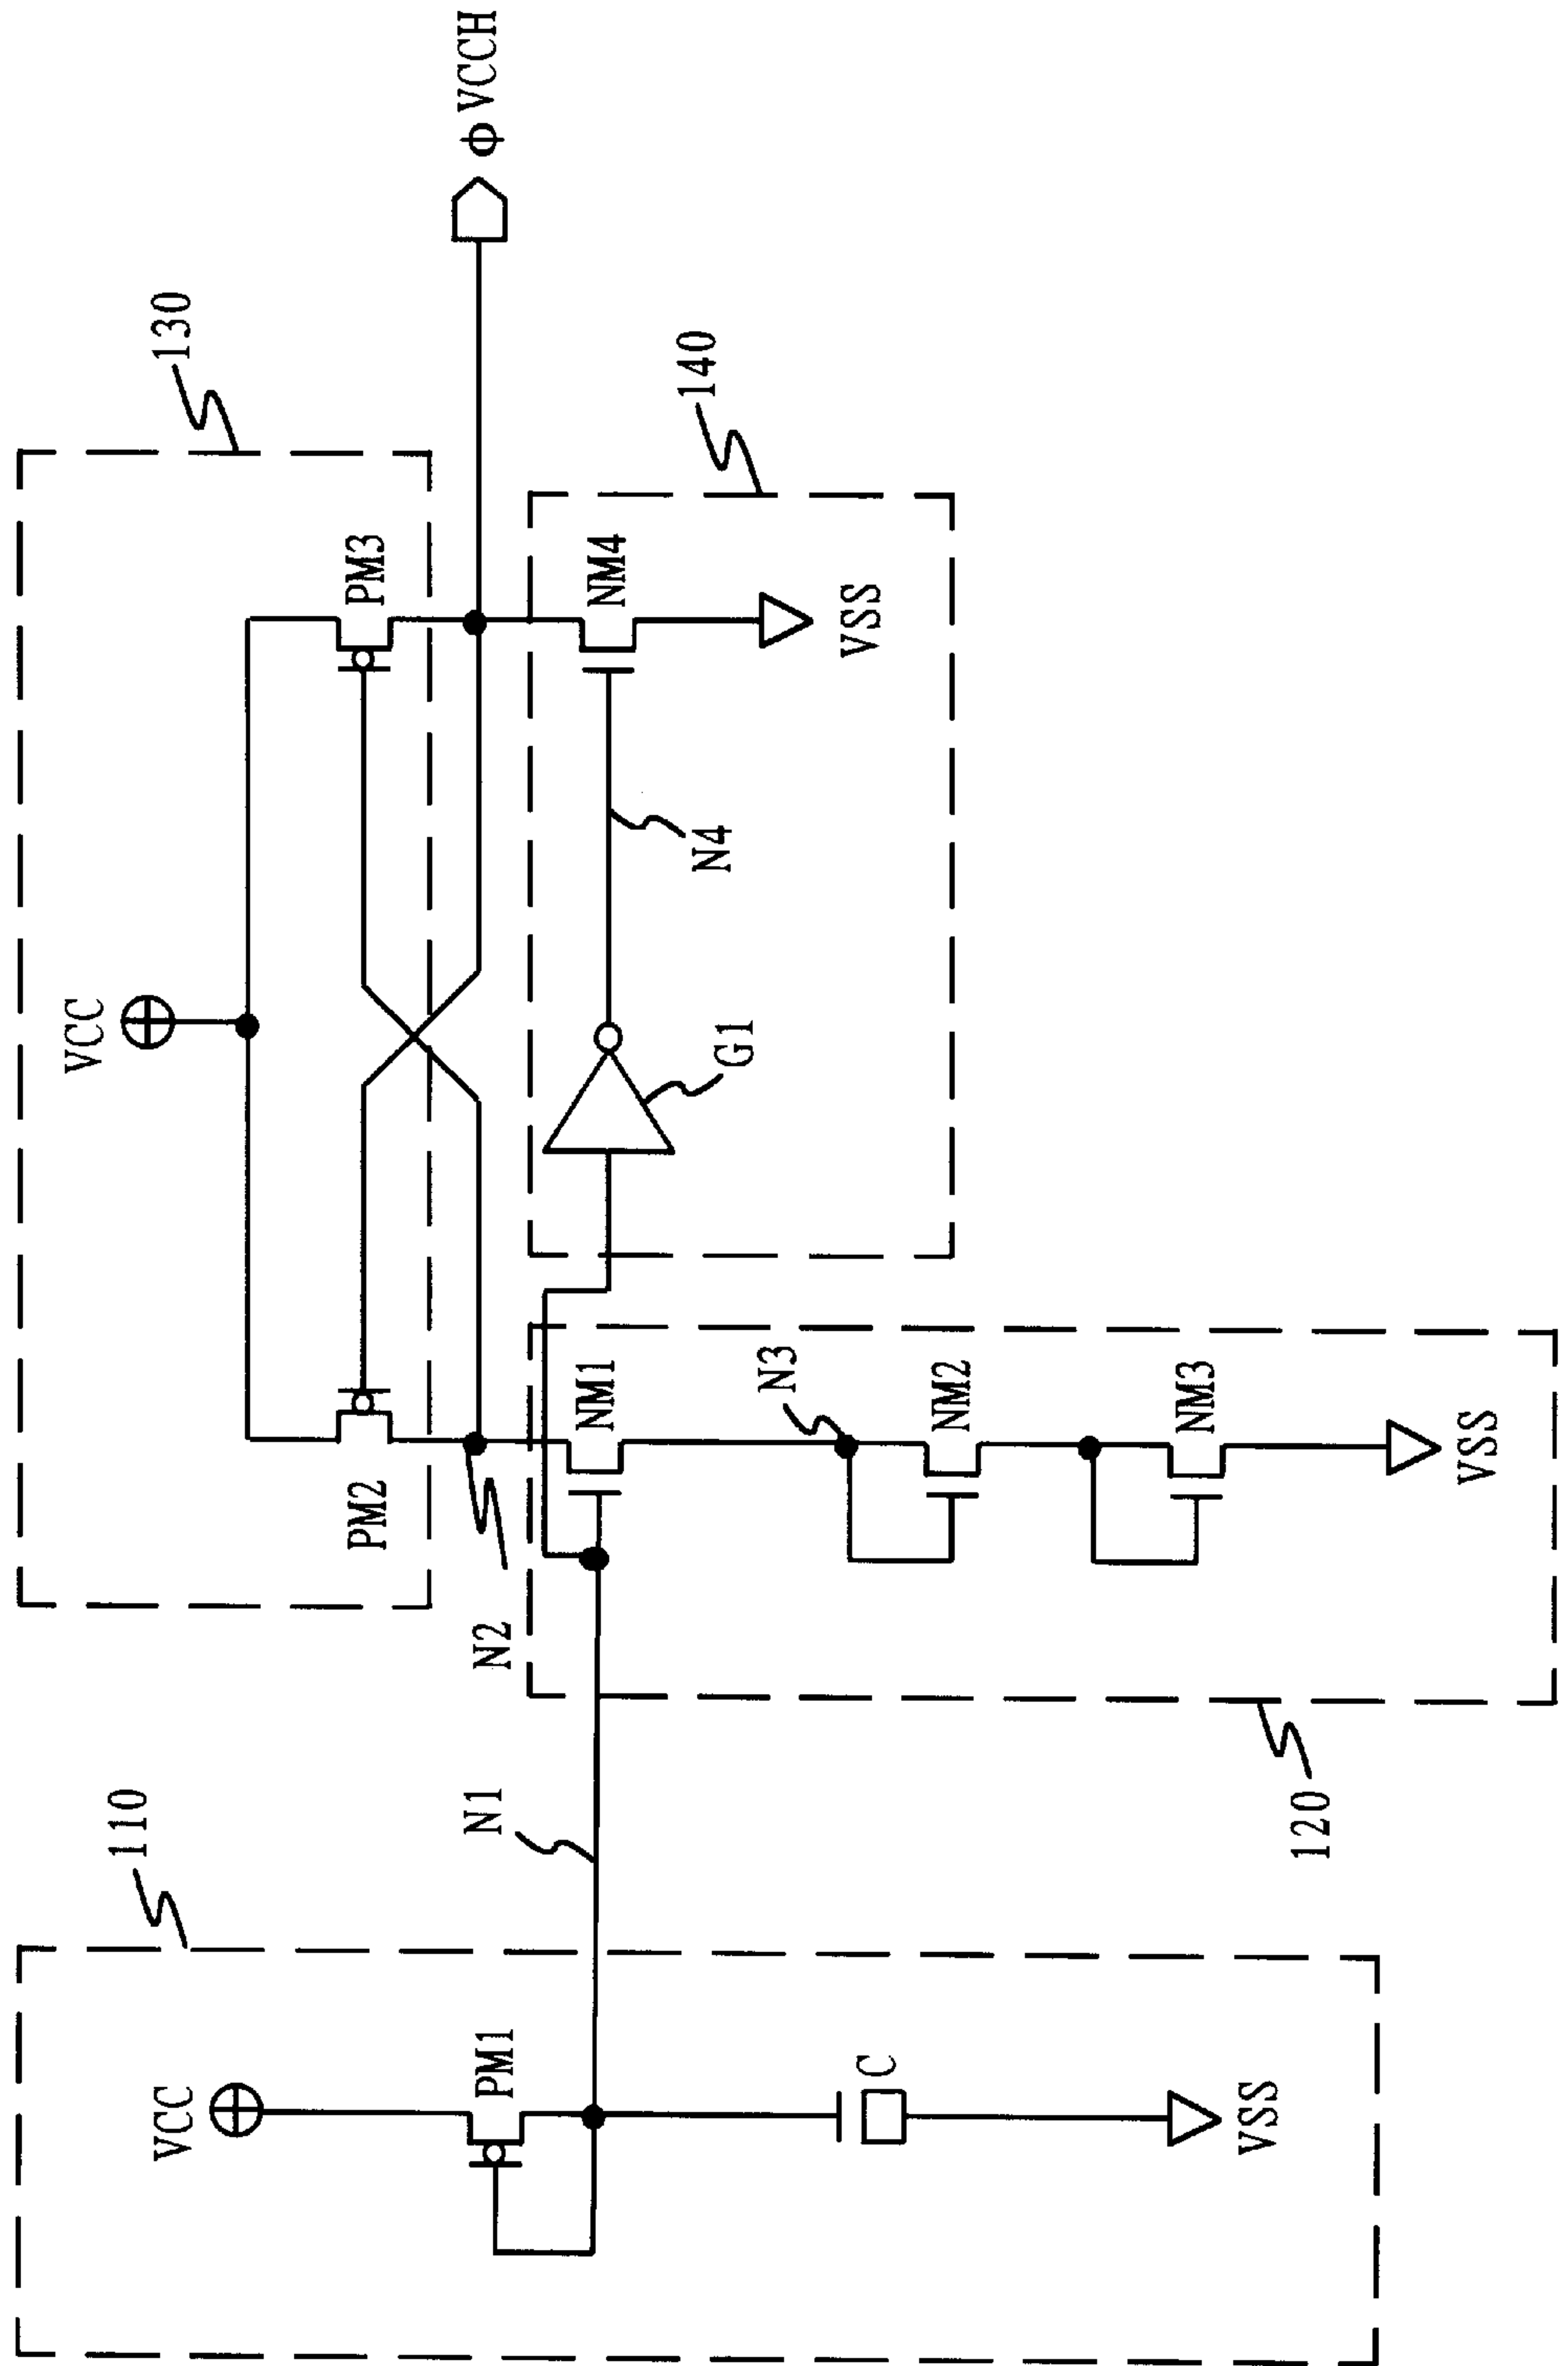 110
VCC
PM1
C
VSS
N1
130
VCC
PM2
PM3
N2
ΦVCCH
120
NM1
N3
NM2
NM3
VSS
140
G1
N4
NM4
VSS